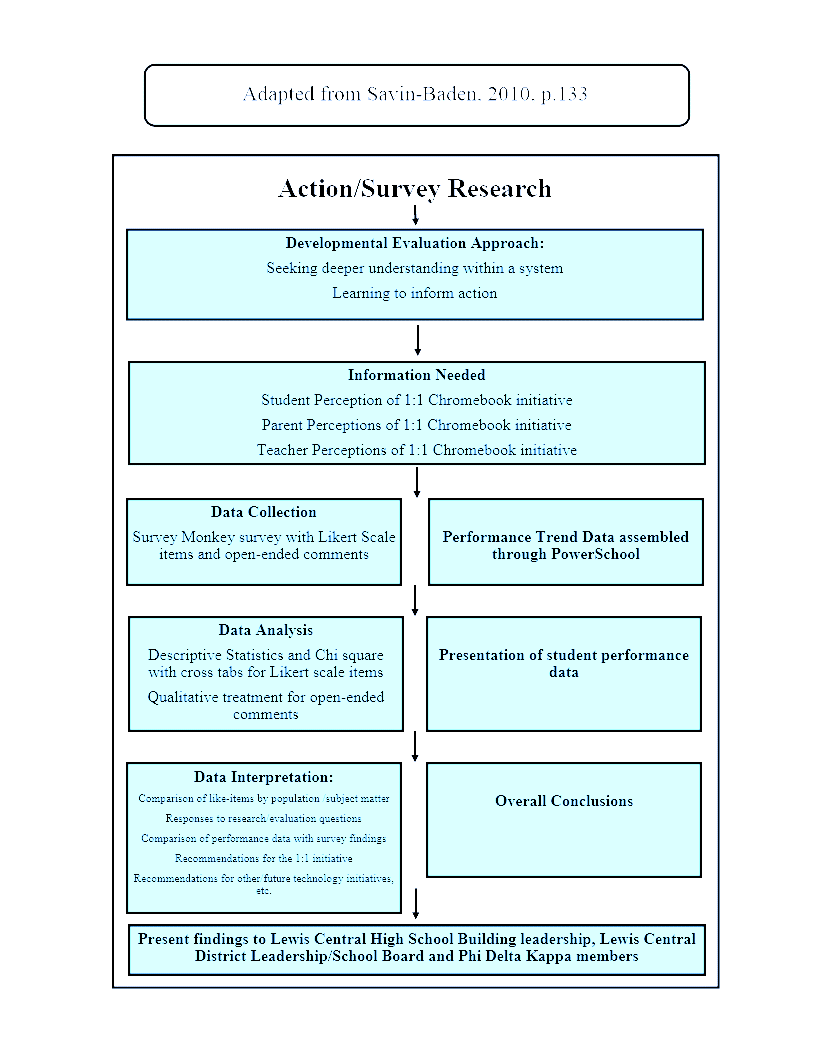 Adapted from Savin-Baden, 2010, p.133
Action/Survey Research
Developmental Evaluation Approach:
Seeking deeper understanding within a system
Learning to inform action
Information Needed
Student Perception of 1:1 Chromebook initiative
Parent Perceptions of 1:1 Chromebook initiative
Teacher Perceptions of 1:1 Chromebook initiative
Data Collection
Survey Monkey survey with Likert Scale
items and open-ended comments
Performance Trend Data assembled
through PowerSchool
Data Analysis
Descriptive Statistics and Chi square
with cross tabs for Likert scale items
Qualitative treatment for open-ended
comments
Presentation of student performance
data
Data Interpretation:
Comparison of like-items by population/subject matter
Responses to research/evaluation questions
Comparison of performance data with survey findings
Recommendations for the 1:1 initiative
Recommendations for other future technology initiatives,
etc.
Overall Conclusions
Present findings to Lewis Central High School Building leadership, Lewis Central
District Leadership/School Board and Phi Delta Kappa members